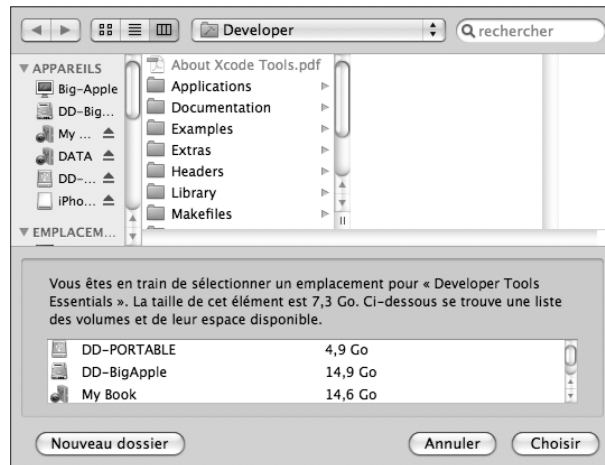 Developer
rechercher
APPAREILS
Big-Apple
DD-Big...
My ...
DATA
DD-...
iPho...
EMPLACEM...
About Xcode Tools.pdf
Applications
Documentation
Examples
Extras
Headers
Library
Makefiles
Vous êtes en train de sélectionner un emplacement pour « Developer Tools
Essentials ». La taille de cet élément est 7,3 Go. Ci-dessous se trouve une liste
des volumes et de leur espace disponible.
DD-PORTABLE 4,9 Go
DD-BigApple 14,9 Go
My Book 14,6 Go
Nouveau dossier
Annuler
Choisir